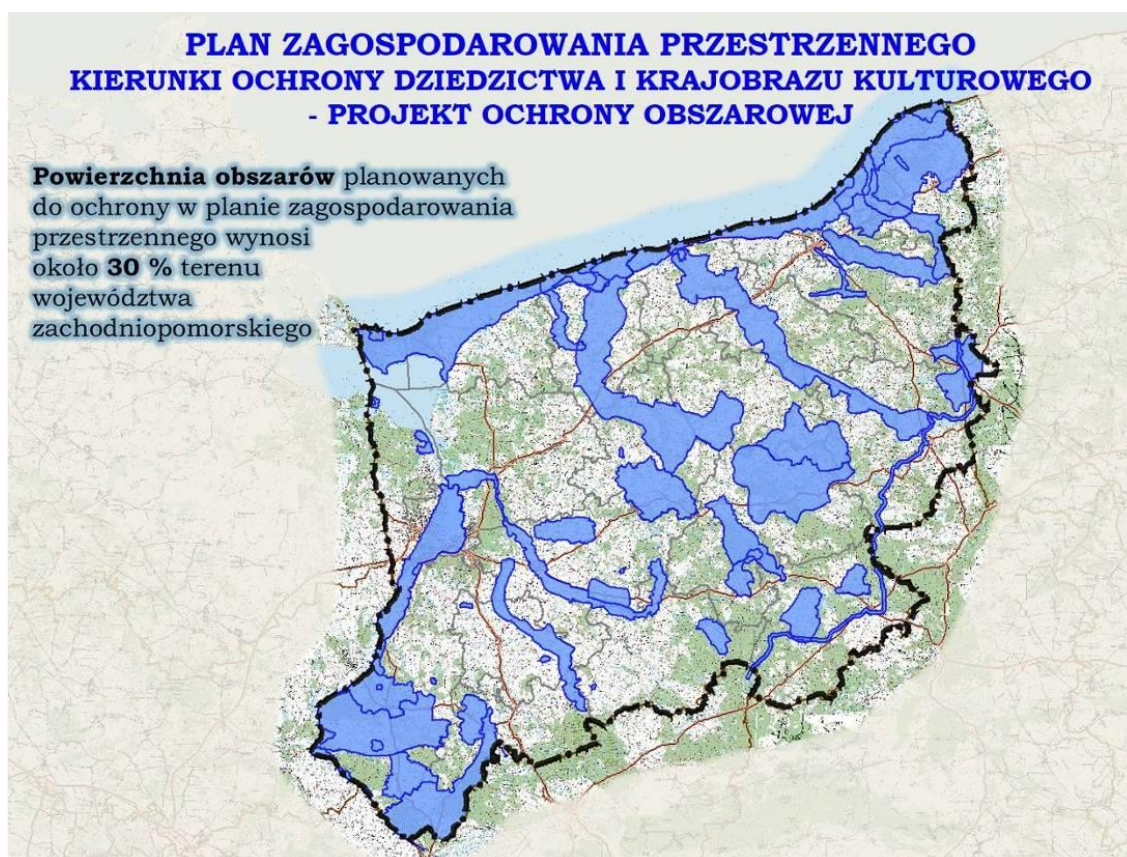 PLAN ZAGOSPODAROWANIA PRZESTRZENNEGO
KIERUNKI OCHRONY DZIEDZICTWA I KRAJOBRAZU KULTUROWEGO
- PROJEKT OCHRONY OBSZAROWEJ
Powierzchnia obszarów planowanych
do ochrony w planie zagospodarowania
przestrzennego wynosi
około 30 % terenu
województwa
zachodniopomorskiego